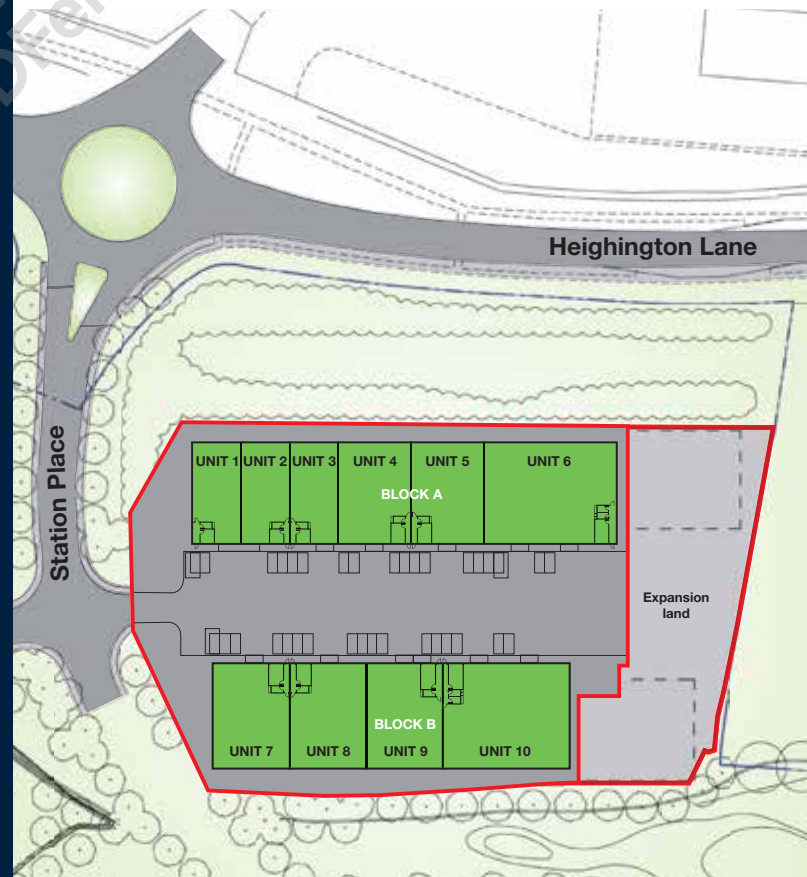 Heighington Lane
Station Place
UNIT 1 UNIT 2 UNIT 3 UNIT 4 UNIT 5 UNIT 6
BLOCK A
Expansion
land
BLOCK B
UNIT 7 UNIT 8 UNIT 9 UNIT 10